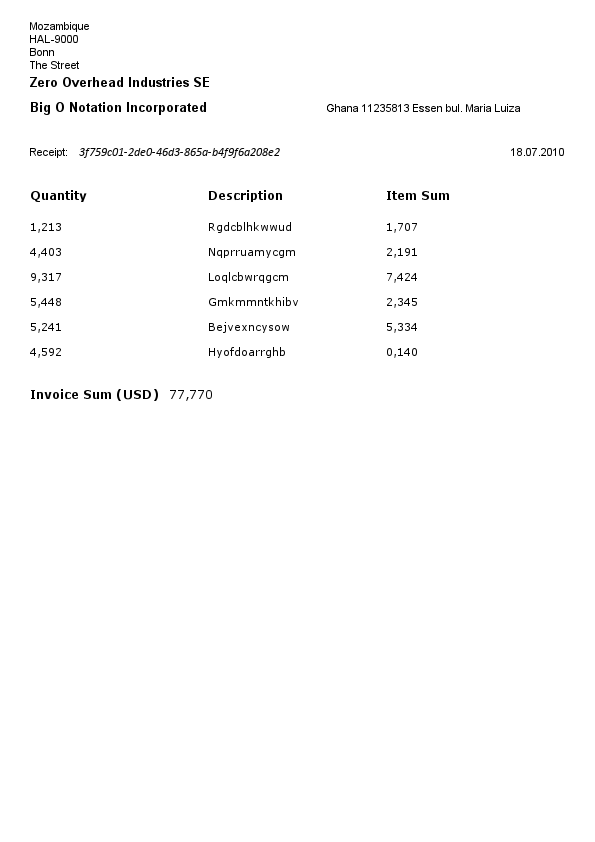 Mozambique
HAL-9000
Bonn
The Street
Zero Overhead Industries SE
Big O Notation Incorporated Ghana 11235813 Essen bul. Maria Luiza
Receipt: 3f759c01-2de0-46d3-865a-b4f9f6a208e2 18.07.2010
Quantity Description Item Sum
1,213 Rgdcblhkwwud 1,707
4,403 Nqprruamycgm 2,191
9,317 Loqlcbwrqgcm 7,424
5,448 Gmkmmntkhibv 2,345
5,241 Bejvexncysow 5,334
4,592 Hyofdoarrghb 0,140
Invoice Sum (USD) 77,770